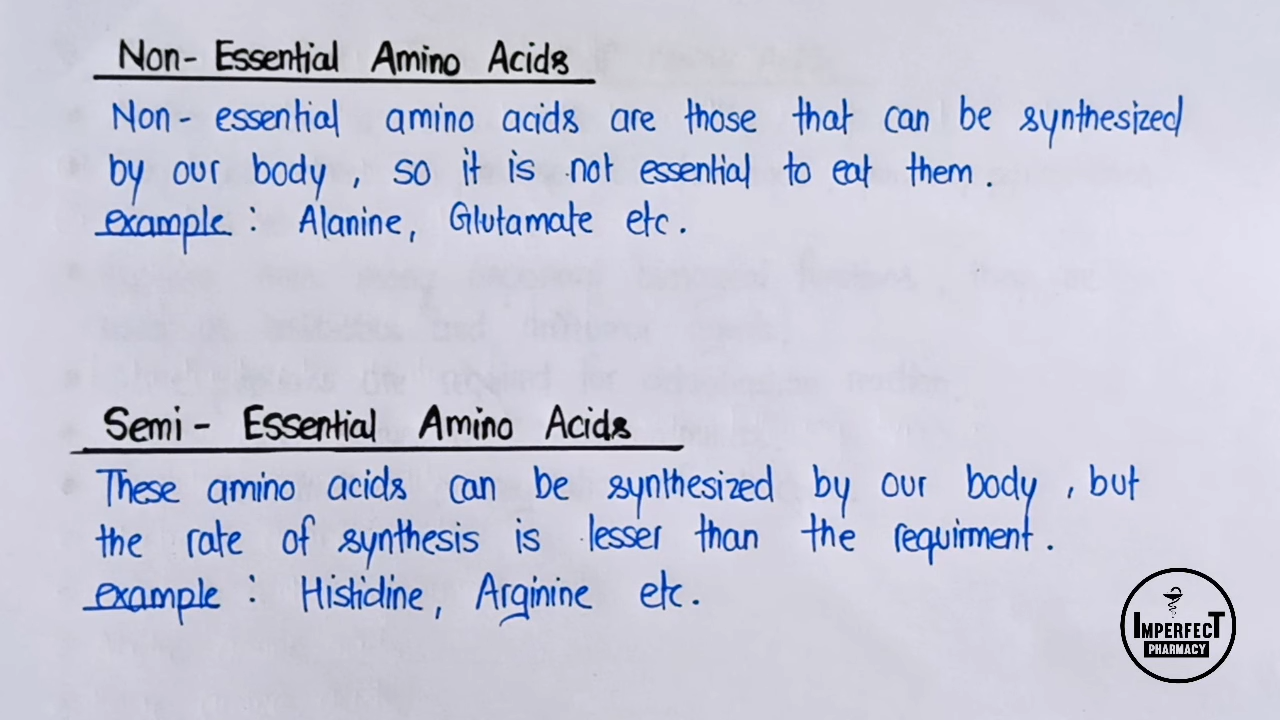 Non- Essential Amino Acids
Non- essential amino acids are those that can be synthesized
by our body, so it is not essential to eat them.
example : Alanine, Glutamate etc.
Semi- Essential Amino Acids
These amino acids can be synthesized by our body, but
the rate of synthesis is lesser than the requirment.
example : Histidine, Arginine etc.
IMPERFECT
PHARMACY